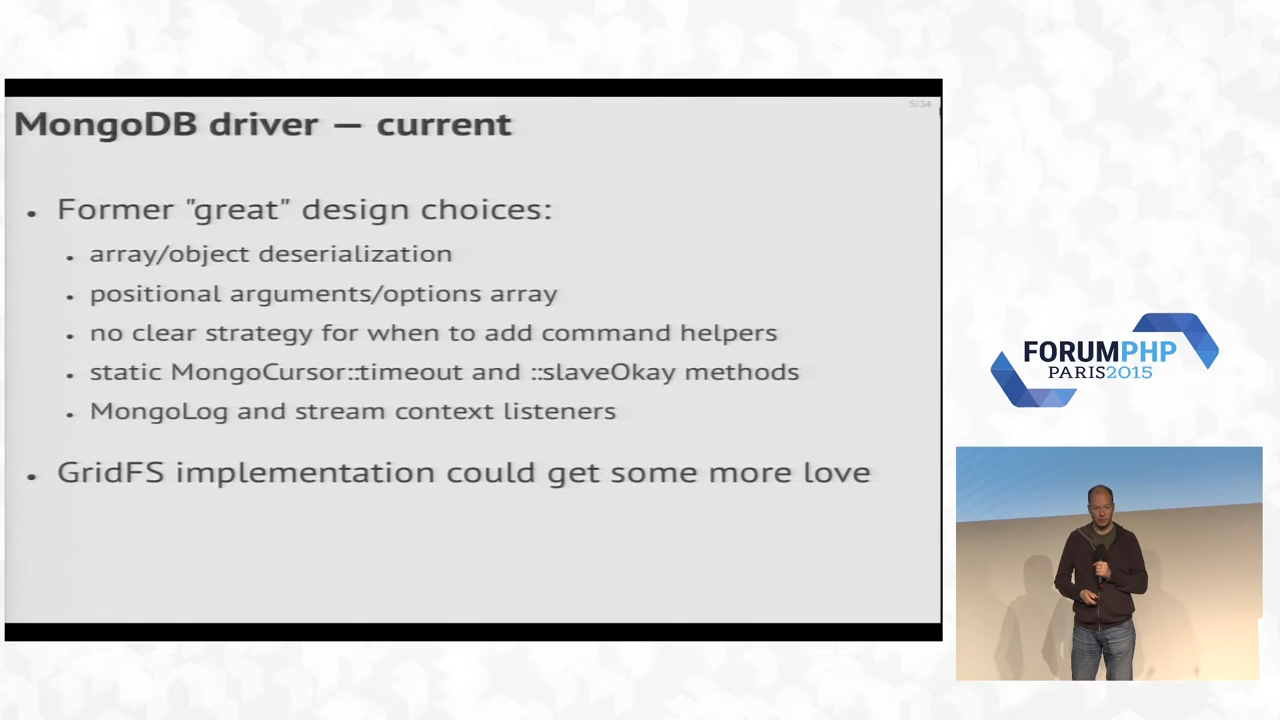 5/34
MongoDB driver — current
• Former "great" design choices:
• array/object deserialization
• positional arguments/options array
• no clear strategy for when to add command helpers
• static MongoCursor::timeout and ::slaveOkay methods
• MongoLog and stream context listeners
• GridFS implementation could get some more love
FORUMPHP
PARIS2015